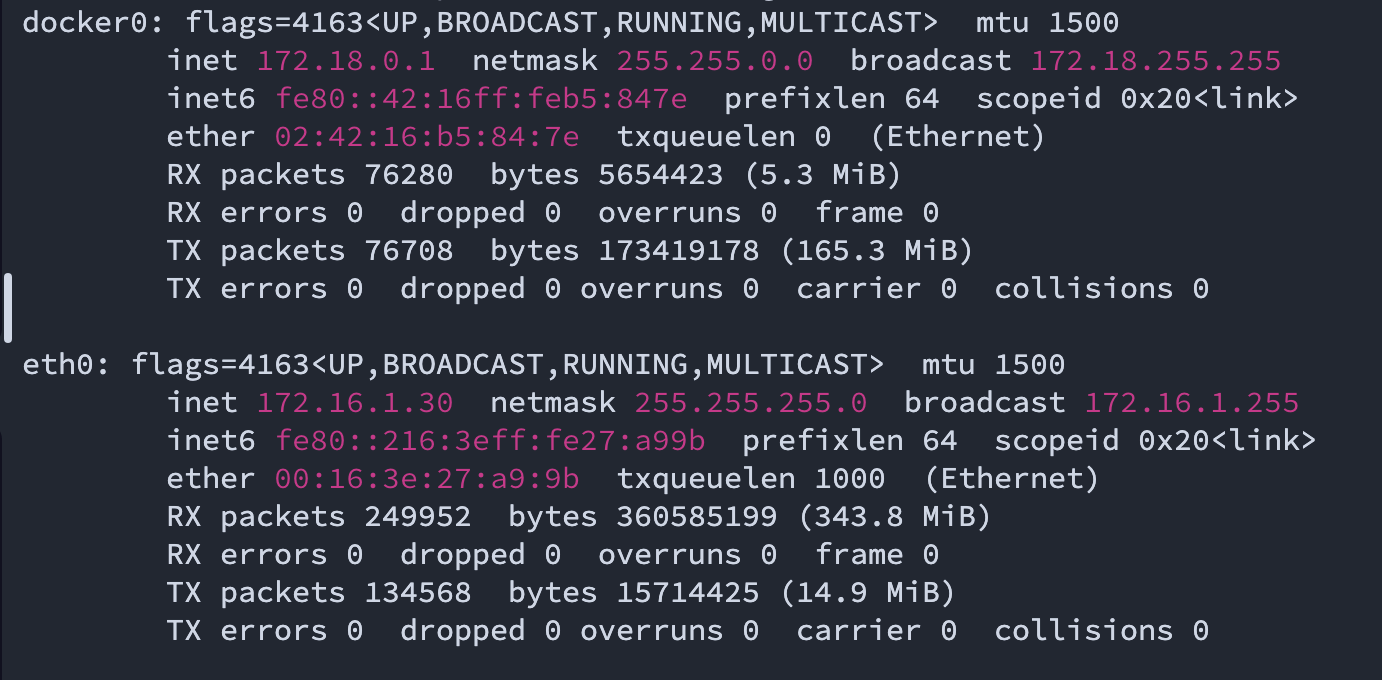 docker0: flags=4163<UP,BROADCAST,RUNNING,MULTICAST>  mtu 1500
        inet 172.18.0.1  netmask 255.255.0.0  broadcast 172.18.255.255
        inet6 fe80::42:16ff:feb5:847e  prefixlen 64  scopeid 0x20<link>
        ether 02:42:16:b5:84:7e  txqueuelen 0  (Ethernet)
        RX packets 76280  bytes 5654423 (5.3 MiB)
        RX errors 0  dropped 0  overruns 0  frame 0
        TX packets 76708  bytes 173419178 (165.3 MiB)
        TX errors 0  dropped 0 overruns 0  carrier 0  collisions 0

eth0: flags=4163<UP,BROADCAST,RUNNING,MULTICAST>  mtu 1500
        inet 172.16.1.30  netmask 255.255.255.0  broadcast 172.16.1.255
        inet6 fe80::216:3eff:fe27:a99b  prefixlen 64  scopeid 0x20<link>
        ether 00:16:3e:27:a9:9b  txqueuelen 1000  (Ethernet)
        RX packets 249952  bytes 360585199 (343.8 MiB)
        RX errors 0  dropped 0  overruns 0  frame 0
        TX packets 134568  bytes 15714425 (14.9 MiB)
        TX errors 0  dropped 0 overruns 0  carrier 0  collisions 0